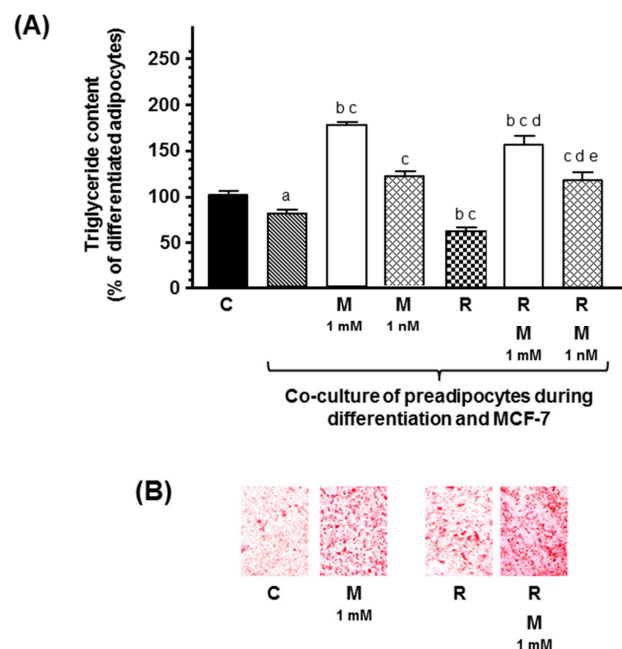 (A)
Triglyceride content
(% of differentiated adipocytes)
250
200
150
100
50
0
a
b c
c
b c
b c d
c d e
C
M
1 mM
M
1 nM
R
R
M
1 mM
R
M
1 nM
Co-culture of preadipocytes during
differentiation and MCF-7
(B)
C
M
1 mM
R
R
M
1 mM